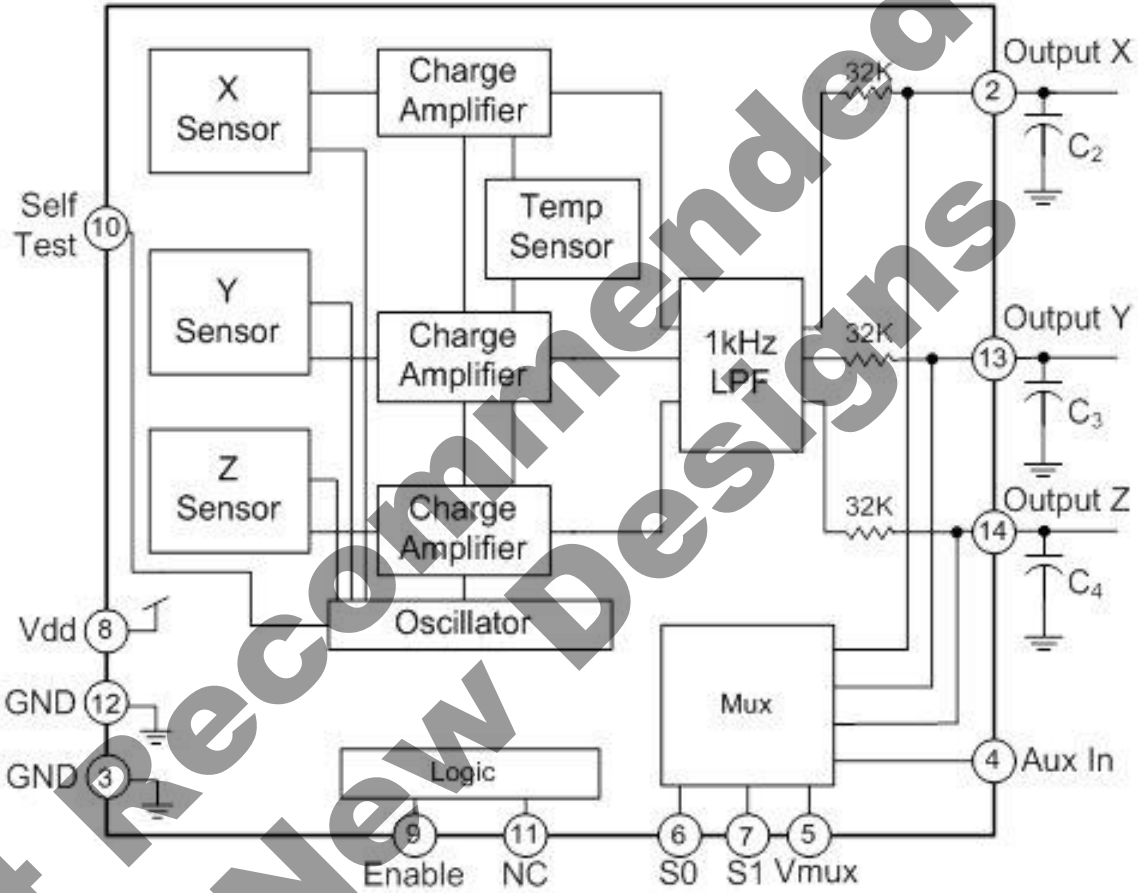 X
Sensor
Charge
Amplifier
32K
Output X
2
C2
Self
Test
10
Temp
Sensor
Y
Sensor
Charge
Amplifier
1kHz
LPF
32K
Output Y
13
C3
Z
Sensor
Charge
Amplifier
32K
Output Z
14
C4
Vdd
8
Oscillator
GND
12
Mux
GND
3
Logic
4
Aux In
9
11
6
7
5
Enable
NC
S0
S1
Vmux
Recommended
New Designs